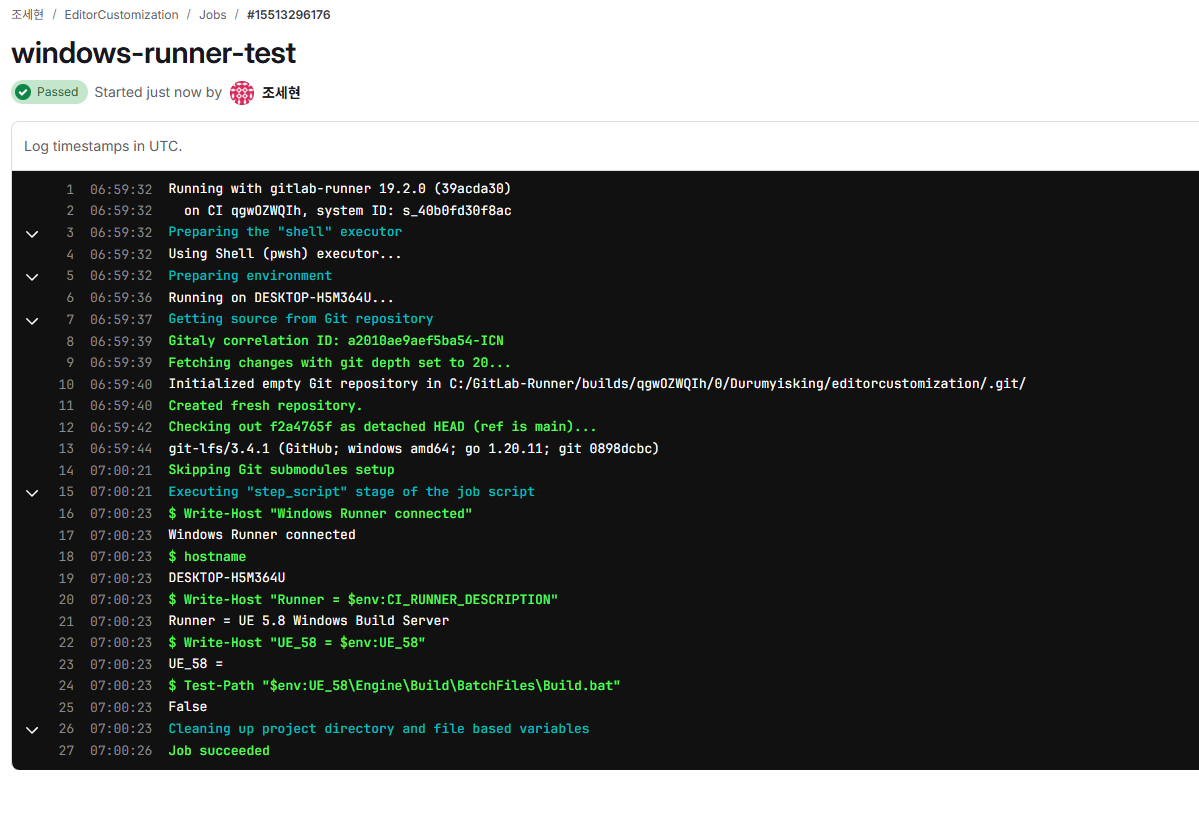 조세현 / EditorCustomization / Jobs / #15513296176
windows-runner-test
Passed Started just now by 조세현
Log timestamps in UTC.
1 06:59:32 Running with gitlab-runner 19.2.0 (39acda30)
2 06:59:32 on CI qgwOZWQIh, system ID: s_40b0fd30f8ac
3 06:59:32 Preparing the "shell" executor
4 06:59:32 Using Shell (pwsh) executor...
5 06:59:32 Preparing environment
6 06:59:36 Running on DESKTOP-H5M364U...
7 06:59:37 Getting source from Git repository
8 06:59:39 Gitaly correlation ID: a2010ae9aef5ba54-ICN
9 06:59:39 Fetching changes with git depth set to 20...
10 06:59:40 Initialized empty Git repository in C:/GitLab-Runner/builds/qgwOZWQIh/0/Durumyisking/editorcustomization/.git/
11 06:59:40 Created fresh repository.
12 06:59:42 Checking out f2a4765f as detached HEAD (ref is main)...
13 06:59:44 git-lfs/3.4.1 (GitHub; windows amd64; go 1.20.11; git 0898dcbc)
14 07:00:21 Skipping Git submodules setup
15 07:00:21 Executing "step_script" stage of the job script
16 07:00:23 $ Write-Host "Windows Runner connected"
17 07:00:23 Windows Runner connected
18 07:00:23 $ hostname
19 07:00:23 DESKTOP-H5M364U
20 07:00:23 $ Write-Host "Runner = $env:CI_RUNNER_DESCRIPTION"
21 07:00:23 Runner = UE 5.8 Windows Build Server
22 07:00:23 $ Write-Host "UE_58 = $env:UE_58"
23 07:00:23 UE_58 =
24 07:00:23 $ Test-Path "$env:UE_58\Engine\Build\BatchFiles\Build.bat"
25 07:00:23 False
26 07:00:23 Cleaning up project directory and file based variables
27 07:00:26 Job succeeded